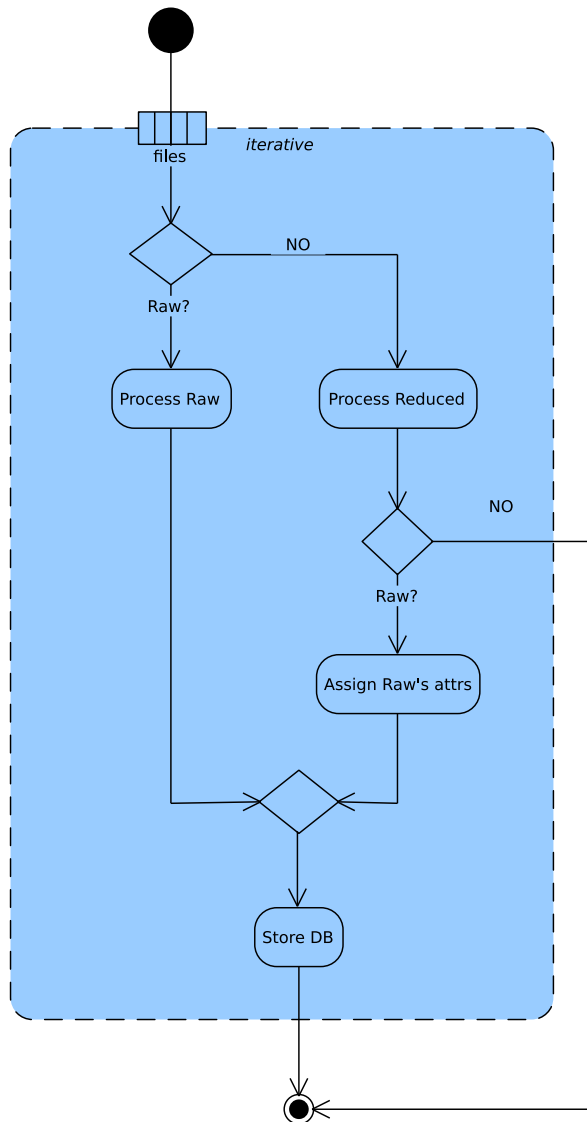 iterative
files
NO
Raw?
Process Raw
Process Reduced
NO
Raw?
Assign Raw's attrs
Store DB